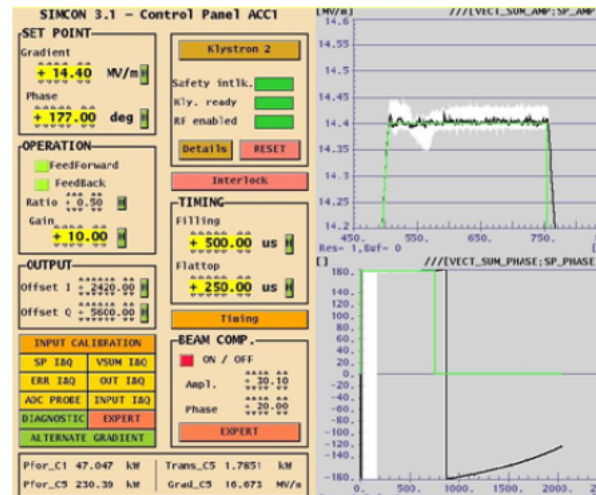 SIMCON 3.1 - Control Panel ACC1
SET POINT
Gradient
+ 14.40 MV/m H
Phase
+ 177.00 deg H
OPERATION
FeedForward
FeedBack
Ratio + 0.50 H
Gain
+ 10.00 H
OUTPUT
Offset I + 2420.00 H
Offset Q + 5600.00 H
INPUT CALIBRATION
SP I&Q VSUM I&Q
ERR I&Q OUT I&Q
ADC PROBE INPUT I&Q
DIAGNOSTIC EXPERT
ALTERNATE GRADIENT
Klystron 2
Safety intlk.
Kly. ready
RF enabled
Details RESET
Interlock
TIMING
Filling
+ 500.00 us H
Flattop
+ 250.00 us H
Timing
BEAM COMP.
ON / OFF
Ampl. + 30.10
Phase + 20.00
EXPERT
Pfor_C1 47.047 kW Trans_C5 1.7851 kW
Pfor_C5 230.39 kW Grad_C5 16.673 MV/m
[MV/m] ///[VECT_SUM_AMP;SP_AMP
14.6
14.55
14.5
14.45
14.4
14.35
14.3
14.25
14.2
450. 550. 650. 750.
Res- 1,Buf- 0
[] ///[VECT_SUM_PHASE;SP_PHASE
180.
160.
140.
120.
100.
80.
60.
40.
20.
0.
-20.
-40.
-60.
-80.
-100.
-120.
-140.
-180.
0. 500. 1000. 2000.